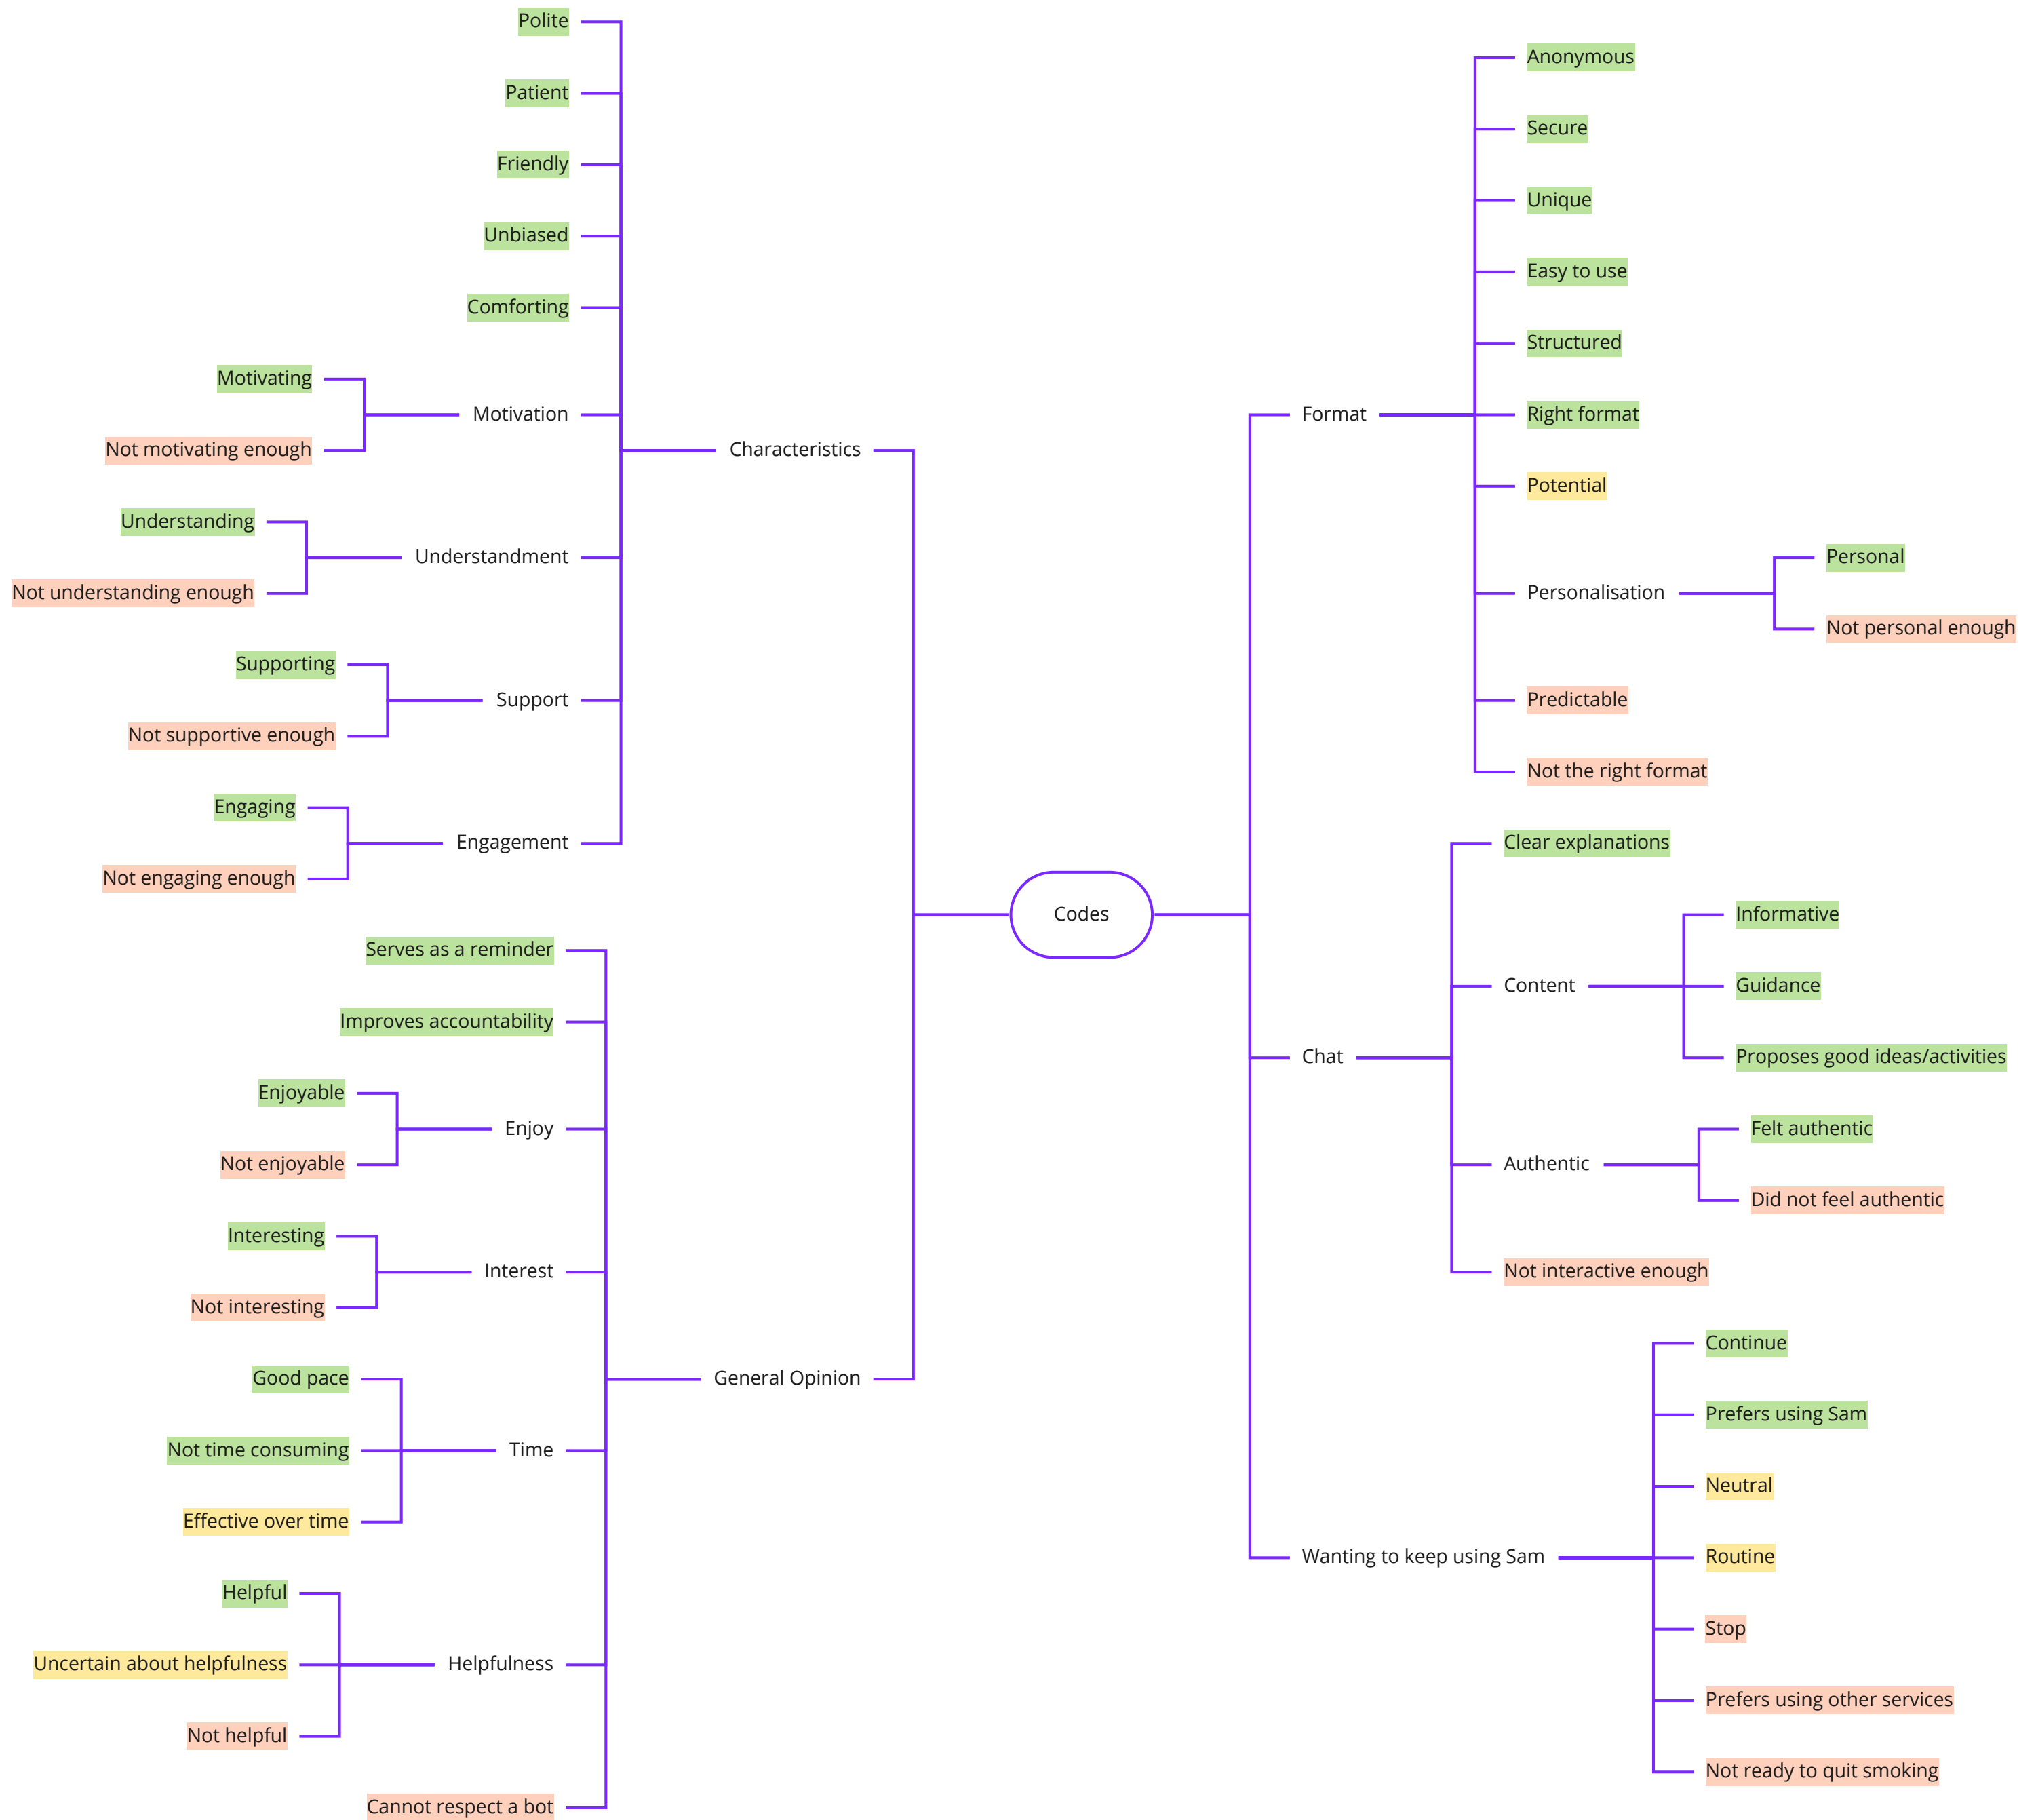 Codes
Characteristics
Polite
Patient
Friendly
Unbiased
Comforting
Motivation
Motivating
Not motivating enough
Understandment
Understanding
Not understanding enough
Support
Supporting
Not supportive enough
Engagement
Engaging
Not engaging enough
General Opinion
Serves as a reminder
Improves accountability
Enjoy
Enjoyable
Not enjoyable
Interest
Interesting
Not interesting
Time
Good pace
Not time consuming
Effective over time
Helpfulness
Helpful
Uncertain about helpfulness
Not helpful
Cannot respect a bot
Format
Anonymous
Secure
Unique
Easy to use
Structured
Right format
Potential
Personalisation
Personal
Not personal enough
Predictable
Not the right format
Chat
Clear explanations
Content
Informative
Guidance
Proposes good ideas/activities
Authentic
Felt authentic
Did not feel authentic
Not interactive enough
Wanting to keep using Sam
Continue
Prefers using Sam
Neutral
Routine
Stop
Prefers using other services
Not ready to quit smoking